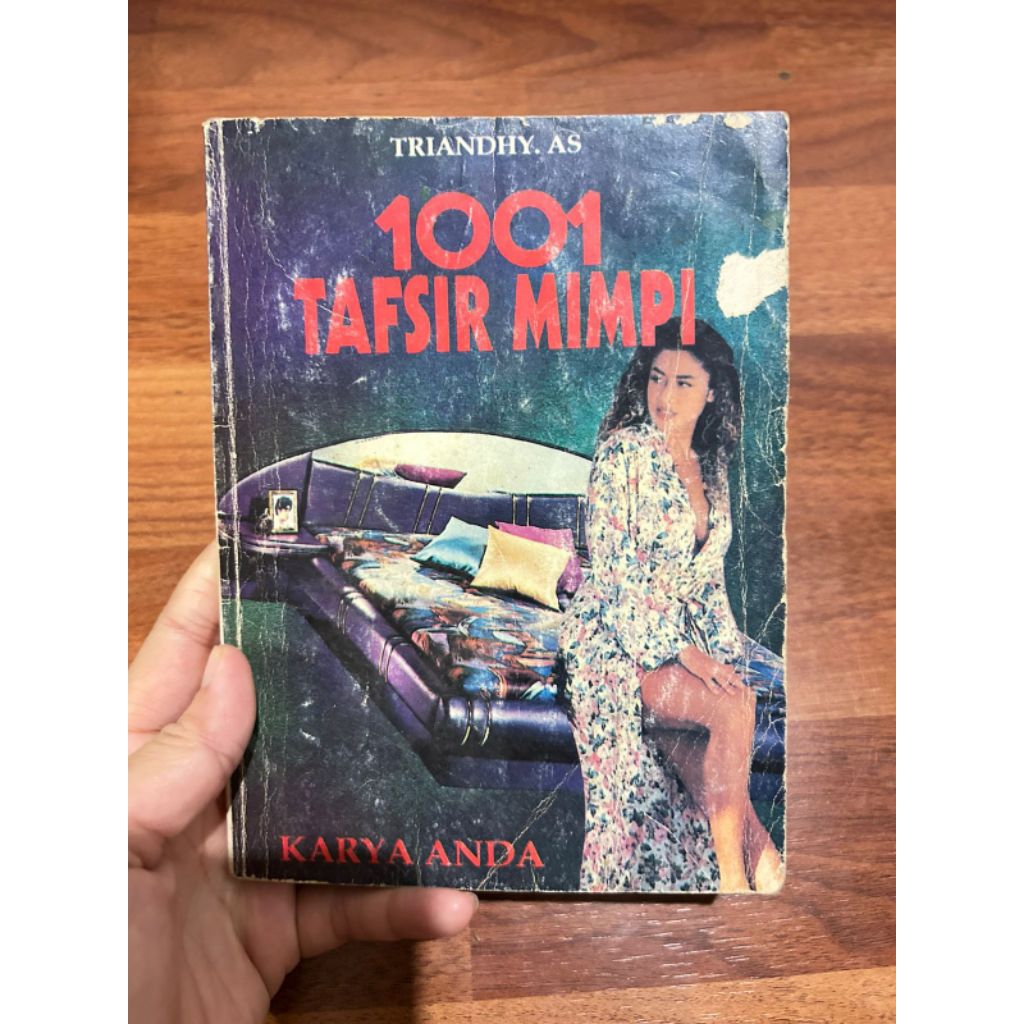 TRIANDHY. AS
1001
TAFSIR MIMPI
KARYA ANDA